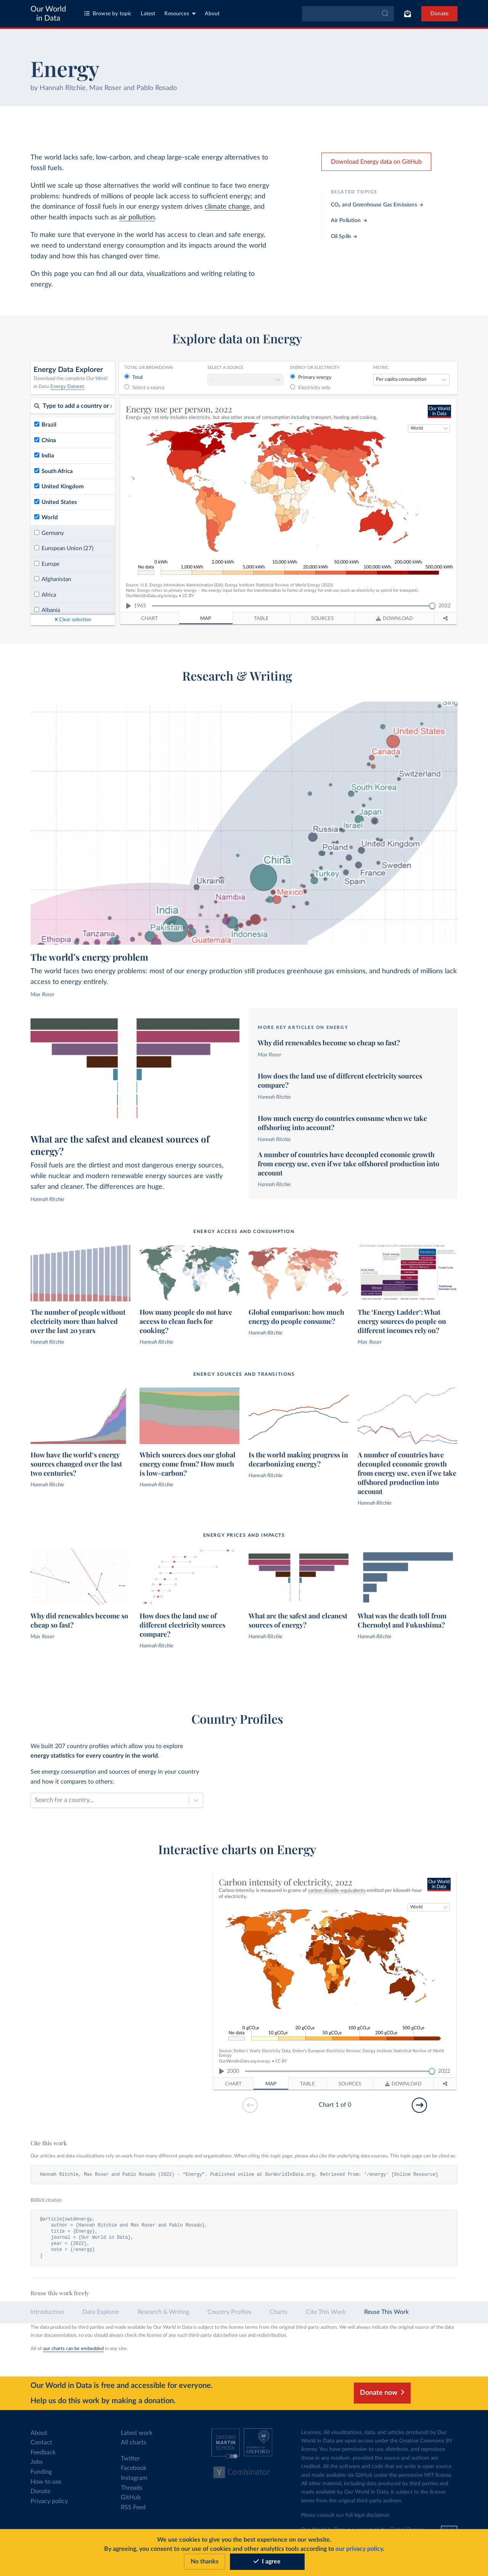 Our World
in Data
Browse by topic
Latest
Resources
About
Donate
Energy
by Hannah Ritchie, Max Roser and Pablo Rosado
The world lacks safe, low-carbon, and cheap large-scale energy alternatives to
fossil fuels.
Until we scale up those alternatives the world will continue to face two energy
problems: hundreds of millions of people lack access to sufficient energy; and
the dominance of fossil fuels in our energy system drives climate change, and
other health impacts such as air pollution.
To make sure that everyone in the world has access to clean and safe energy,
we need to understand energy consumption and its impacts around the world
today and how this has changed over time.
On this page you can find all our data, visualizations and writing relating to
energy.
Download Energy data on GitHub
RELATED TOPICS
CO₂ and Greenhouse Gas Emissions →
Air Pollution →
Oil Spills →
Explore data on Energy
Energy Data Explorer
Download the complete Our World
in Data Energy Dataset.
Type to add a country or
Brazil
China
India
South Africa
United Kingdom
United States
World
Germany
European Union (27)
Europe
Afghanistan
Africa
Albania
× Clear selection
TOTAL OR BREAKDOWN
Total
Select a source
SELECT A SOURCE
ENERGY OR ELECTRICITY
Primary energy
Electricity only
METRIC
Per capita consumption
Energy use per person, 2022
Energy use not only includes electricity, but also other areas of consumption including transport, heating and cooking.
Our World
in Data
World
No data
0 kWh
1,000 kWh
2,000 kWh
5,000 kWh
10,000 kWh
20,000 kWh
50,000 kWh
100,000 kWh
200,000 kWh
500,000 kWh
Source: U.S. Energy Information Administration (EIA); Energy Institute Statistical Review of World Energy (2023)
Note: Energy refers to primary energy – the energy input before the transformation to forms of energy for end-use (such as electricity or petrol for transport).
OurWorldInData.org/energy • CC BY
1965
2022
CHART
MAP
TABLE
SOURCES
DOWNLOAD
Research & Writing
United States
Canada
Switzerland
South Korea
Japan
Israel
Russia
United Kingdom
Poland
China
Sweden
Ukraine
Turkey
France
Spain
Mexico
Namibia
India
Pakistan
Indonesia
Tanzania
Ethiopia
Guatemala
The world's energy problem
The world faces two energy problems: most of our energy production still produces greenhouse gas emissions, and hundreds of millions lack
access to energy entirely.
Max Roser
What are the safest and cleanest sources of
energy?
Fossil fuels are the dirtiest and most dangerous energy sources,
while nuclear and modern renewable energy sources are vastly
safer and cleaner. The differences are huge.
Hannah Ritchie
MORE KEY ARTICLES ON ENERGY
Why did renewables become so cheap so fast?
Max Roser
How does the land use of different electricity sources
compare?
Hannah Ritchie
How much energy do countries consume when we take
offshoring into account?
Hannah Ritchie
A number of countries have decoupled economic growth
from energy use, even if we take offshored production into
account
Hannah Ritchie
ENERGY ACCESS AND CONSUMPTION
The number of people without
electricity more than halved
over the last 20 years
Hannah Ritchie
How many people do not have
access to clean fuels for
cooking?
Hannah Ritchie
Global comparison: how much
energy do people consume?
Hannah Ritchie
The 'Energy Ladder': What
energy sources do people on
different incomes rely on?
Max Roser
ENERGY SOURCES AND TRANSITIONS
How have the world's energy
sources changed over the last
two centuries?
Hannah Ritchie
Which sources does our global
energy come from? How much
is low-carbon?
Hannah Ritchie
Is the world making progress in
decarbonizing energy?
Hannah Ritchie
A number of countries have
decoupled economic growth
from energy use, even if we take
offshored production into
account
Hannah Ritchie
ENERGY PRICES AND IMPACTS
Why did renewables become so
cheap so fast?
Max Roser
How does the land use of
different electricity sources
compare?
Hannah Ritchie
What are the safest and cleanest
sources of energy?
Hannah Ritchie
What was the death toll from
Chernobyl and Fukushima?
Hannah Ritchie
Country Profiles
We built 207 country profiles which allow you to explore
energy statistics for every country in the world.
See energy consumption and sources of energy in your country
and how it compares to others:
Search for a country...
Interactive charts on Energy
Carbon intensity of electricity, 2022
Carbon intensity is measured in grams of carbon dioxide-equivalents emitted per kilowatt-hour
of electricity.
Our World
in Data
World
No data
0 gCO₂e
10 gCO₂e
20 gCO₂e
50 gCO₂e
100 gCO₂e
200 gCO₂e
500 gCO₂e
Source: Ember's Yearly Electricity Data; Ember's European Electricity Review; Energy Institute Statistical Review of World
Energy
OurWorldInData.org/energy • CC BY
2000
2022
CHART
MAP
TABLE
SOURCES
DOWNLOAD
Chart 1 of 0
Cite this work
Our articles and data visualizations rely on work from many different people and organizations. When citing this topic page, please also cite the underlying data sources. This topic page can be cited as:
Hannah Ritchie, Max Roser and Pablo Rosado (2022) - "Energy". Published online at OurWorldInData.org. Retrieved from: '/energy' [Online Resource]
BibTeX citation
@article{owidenergy,
author = {Hannah Ritchie and Max Roser and Pablo Rosado},
title = {Energy},
journal = {Our World in Data},
year = {2022},
note = {/energy}
}
Reuse this work freely
Introduction
Data Explorer
Research & Writing
Country Profiles
Charts
Cite This Work
Reuse This Work
The data produced by third parties and made available by Our World in Data is subject to the license terms from the original third-party authors. We will always indicate the original source of the data
in our documentation, so you should always check the license of any such third-party data before use and redistribution.
All of our charts can be embedded in any site.
Our World in Data is free and accessible for everyone.
Help us do this work by making a donation.
Donate now
About
Contact
Feedback
Jobs
Funding
How to use
Donate
Privacy policy
Latest work
All charts
Twitter
Facebook
Instagram
Threads
GitHub
RSS Feed
OXFORD
MARTIN
SCHOOL
UNIVERSITY OF
OXFORD
Y Combinator
Licenses: All visualizations, data, and articles produced by Our
World in Data are open access under the Creative Commons BY
license. You have permission to use, distribute, and reproduce
these in any medium, provided the source and authors are
credited. All the software and code that we write is open source
and made available via GitHub under the permissive MIT license.
All other material, including data produced by third parties and
made available by Our World in Data, is subject to the license
terms from the original third-party authors.
Please consult our full legal disclaimer.
We use cookies to give you the best experience on our website.
By agreeing, you consent to our use of cookies and other analytics tools according to our privacy policy.
No thanks
I agree